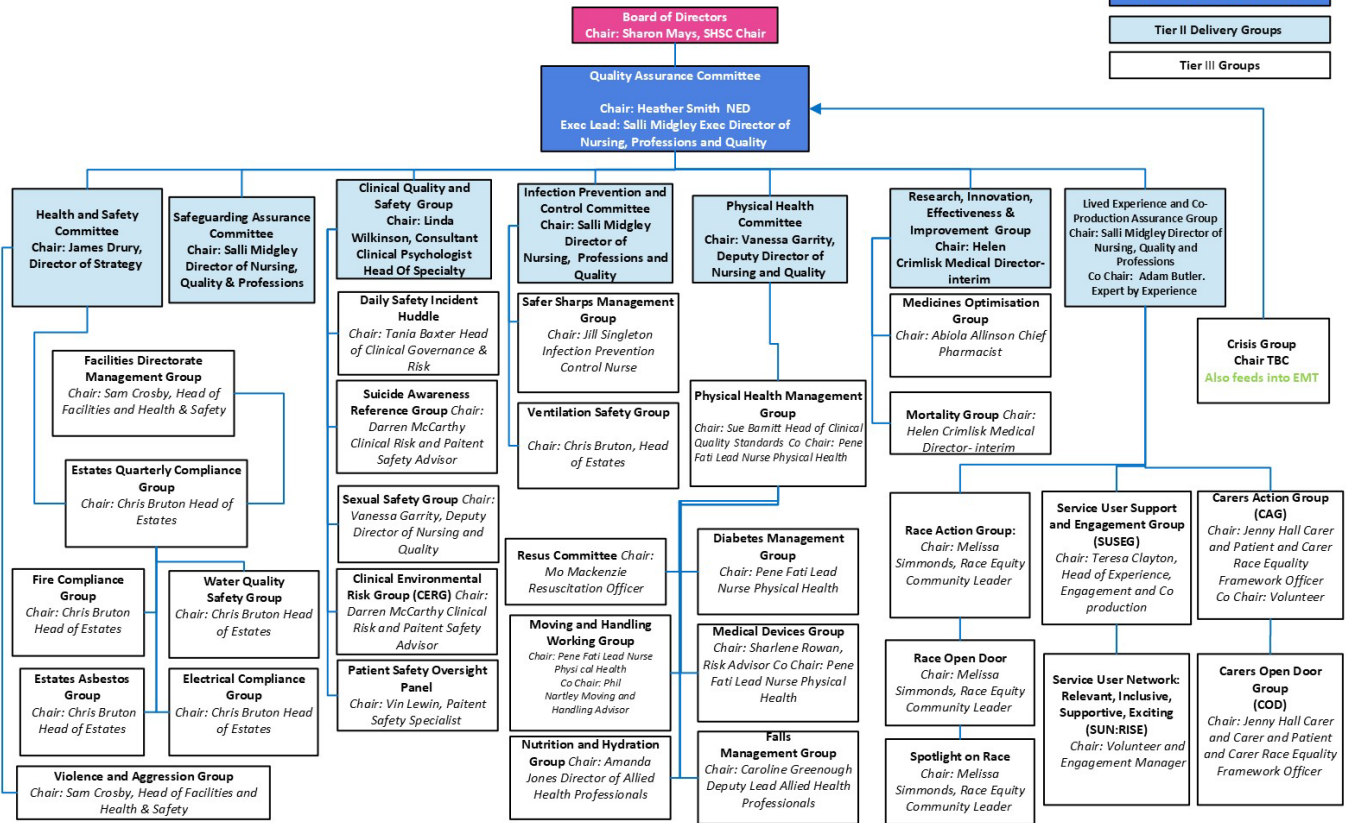 Board of Directors
Chair: Sharon Mays, SHSC Chair
Tier II Delivery Groups
Tier III Groups
Quality Assurance Committee
Chair: Heather Smith NED
Exec Lead: Salli Midgley Exec Director of
Nursing, Professions and Quality
Health and Safety
Committee
Chair: James Drury,
Director of Strategy
Safeguarding Assurance
Committee
Chair: Salli Midgley
Director of Nursing,
Quality & Professions
Clinical Quality and
Safety Group
Chair: Linda
Wilkinson, Consultant
Clinical Psychologist
Head Of Specialty
Infection Prevention and
Control Committee
Chair: Salli Midgley
Director of
Nursing, Professions and
Quality
Physical Health
Committee
Chair: Vanessa Garrity,
Deputy Director of
Nursing and Quality
Research, Innovation,
Effectiveness &
Improvement Group
Chair: Helen
Crimlisk Medical Director-
interim
Lived Experience and Co-
Production Assurance Group
Chair: Salli Midgley Director of
Nursing, Quality and
Professions
Co Chair: Adam Butler.
Expert by Experience
Crisis Group
Chair TBC
Also feeds into EMT
Facilities Directorate
Management Group
Chair: Sam Crosby, Head of
Facilities and Health & Safety
Estates Quarterly Compliance
Group
Chair: Chris Bruton Head of
Estates
Fire Compliance
Group
Chair: Chris Bruton
Head of Estates
Water Quality
Safety Group
Chair: Chris Bruton Head
of Estates
Estates Asbestos
Group
Chair: Chris Bruton
Head of Estates
Electrical Compliance
Group
Chair: Chris Bruton Head
of Estates
Violence and Aggression Group
Chair: Sam Crosby, Head of Facilities and
Health & Safety
Daily Safety Incident
Huddle
Chair: Tania Baxter Head
of Clinical Governance &
Risk
Suicide Awareness
Reference Group Chair:
Darren McCarthy
Clinical Risk and Paitent
Safety Advisor
Sexual Safety Group Chair:
Vanessa Garrity, Deputy
Director of Nursing and
Quality
Clinical Environmental
Risk Group (CERG) Chair:
Darren McCarthy Clinical
Risk and Paitent Safety
Advisor
Patient Safety Oversight
Panel
Chair: Vin Lewin, Paitent
Safety Specialist
Safer Sharps Management
Group
Chair: Jill Singleton
Infection Prevention
Control Nurse
Ventilation Safety Group
Chair: Chris Bruton, Head
of Estates
Physical Health Management
Group
Chair: Sue Barnitt Head of Clinical
Quality Standards Co Chair: Pene
Fati Lead Nurse Physical Health
Resus Committee Chair:
Mo Mackenzie
Resuscitation Officer
Moving and Handling
Working Group
Chair: Pene Fati Lead Nurse
Physical Health
Co Chair: Phil
Nartley Moving and
Handling Advisor
Nutrition and Hydration
Group Chair: Amanda
Jones Director of Allied
Health Professionals
Diabetes Management
Group
Chair: Pene Fati Lead
Nurse Physical Health
Medical Devices Group
Chair: Sharlene Rowan,
Risk Advisor Co Chair: Pene
Fati Lead Nurse Physical
Health
Falls
Management Group
Chair: Caroline Greenough
Deputy Lead Allied Health
Professionals
Medicines Optimisation
Group
Chair: Abiola Allinson Chief
Pharmacist
Mortality Group Chair:
Helen Crimlisk Medical
Director- interim
Race Action Group:
Chair: Melissa
Simmonds, Race Equity
Community Leader
Race Open Door
Chair: Melissa
Simmonds, Race Equity
Community Leader
Spotlight on Race
Chair: Melissa
Simmonds, Race Equity
Community Leader
Service User Support
and Engagement Group
(SUSEG)
Chair: Teresa Clayton,
Head of Experience,
Engagement and Co
production
Service User Network:
Relevant, Inclusive,
Supportive, Exciting
(SUN:RISE)
Chair: Volunteer and
Engagement Manager
Carers Action Group
(CAG)
Chair: Jenny Hall Carer
and Patient and Carer
Race Equality
Framework Officer
Co Chair: Volunteer
Carers Open Door
Group
(COD)
Chair: Jenny Hall Carer
and Carer and Patient
and Carer Race Equality
Framework Officer